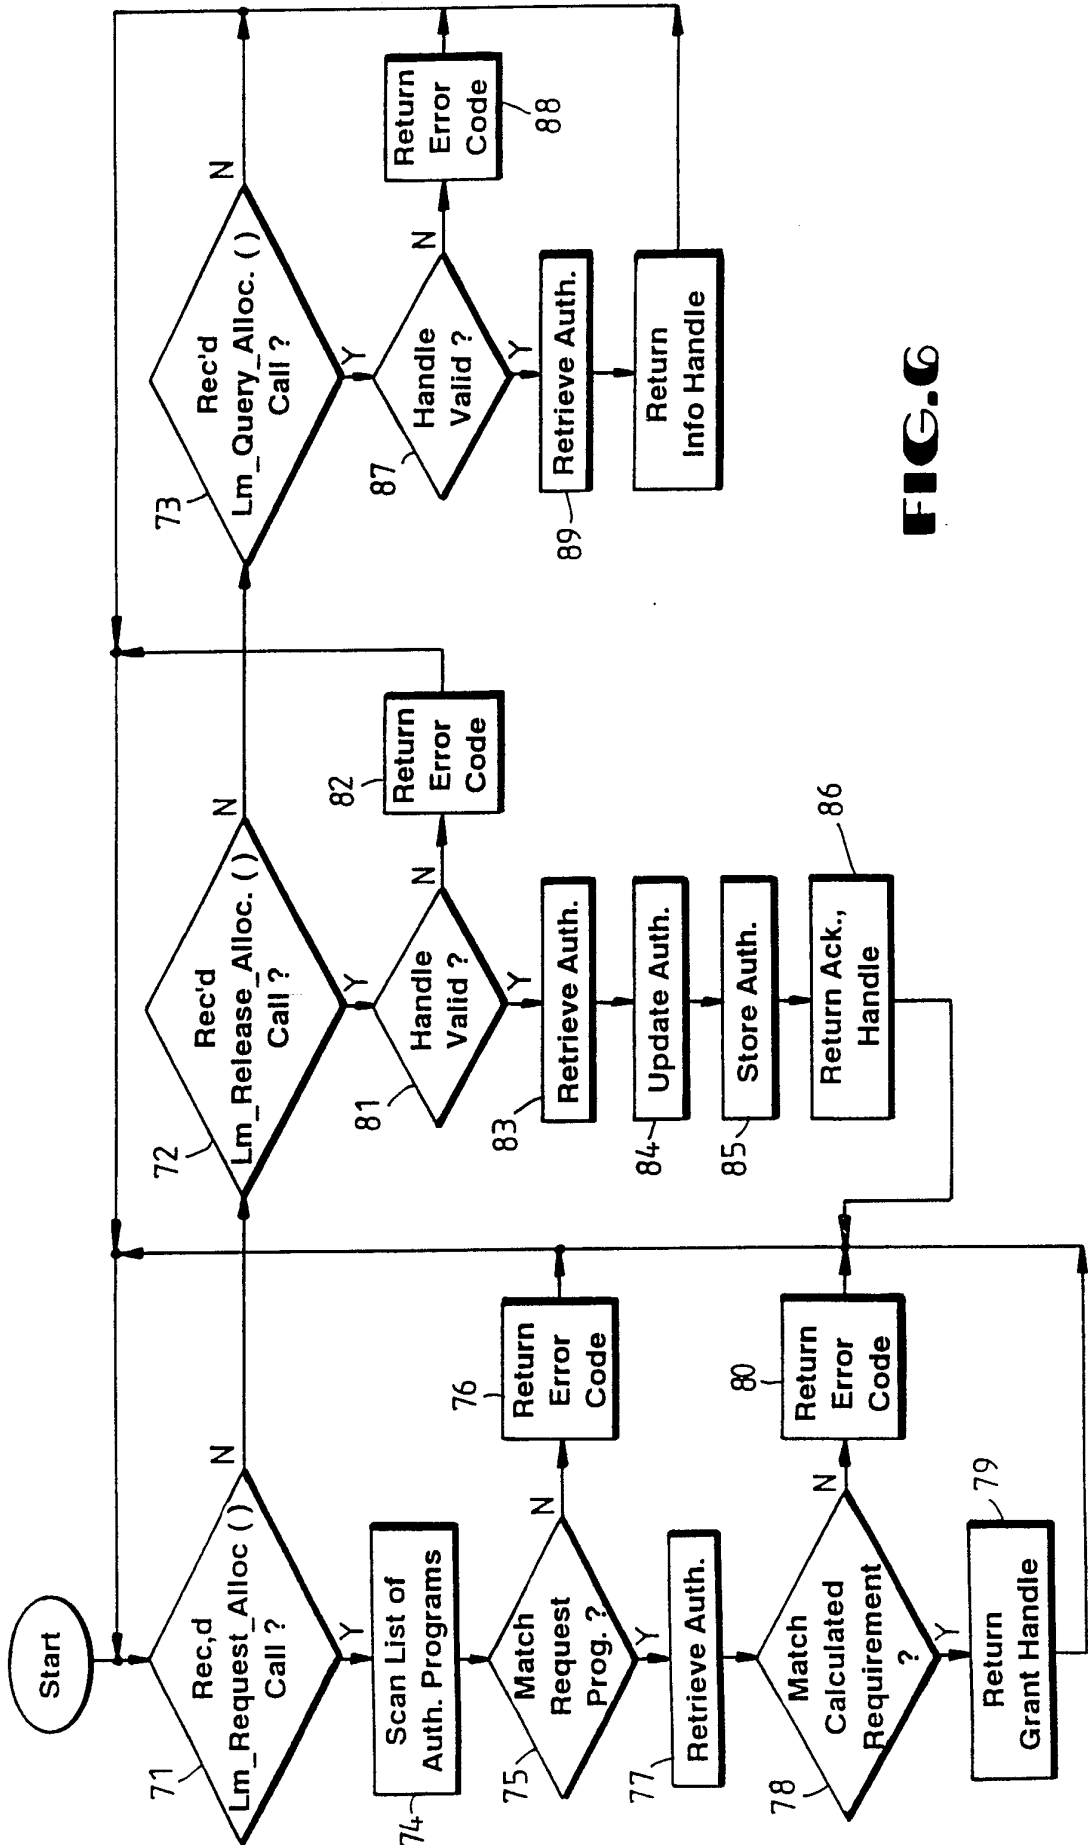 Start
71
Rec,d
Lm_Request_Alloc ( )
Call ?
N
Y
74
Scan List of
Auth. Programs
75
Match
Request
Prog. ?
N
Y
76
Return
Error
Code
77
Retrieve Auth.
78
Match
Calculated
Requirement
?
N
Y
80
Return
Error
Code
79
Return
Grant Handle
72
Rec'd
Lm_Release_Alloc. ( )
Call ?
N
Y
81
Handle
Valid ?
N
Y
82
Return
Error
Code
83
Retrieve Auth.
84
Update Auth.
85
Store Auth.
86
Return Ack.,
Handle
73
Rec'd
Lm_Query_Alloc. ( )
Call ?
N
Y
87
Handle
Valid ?
N
Y
88
Return
Error
Code
89
Retrieve Auth.
Return
Info Handle
FIG.6